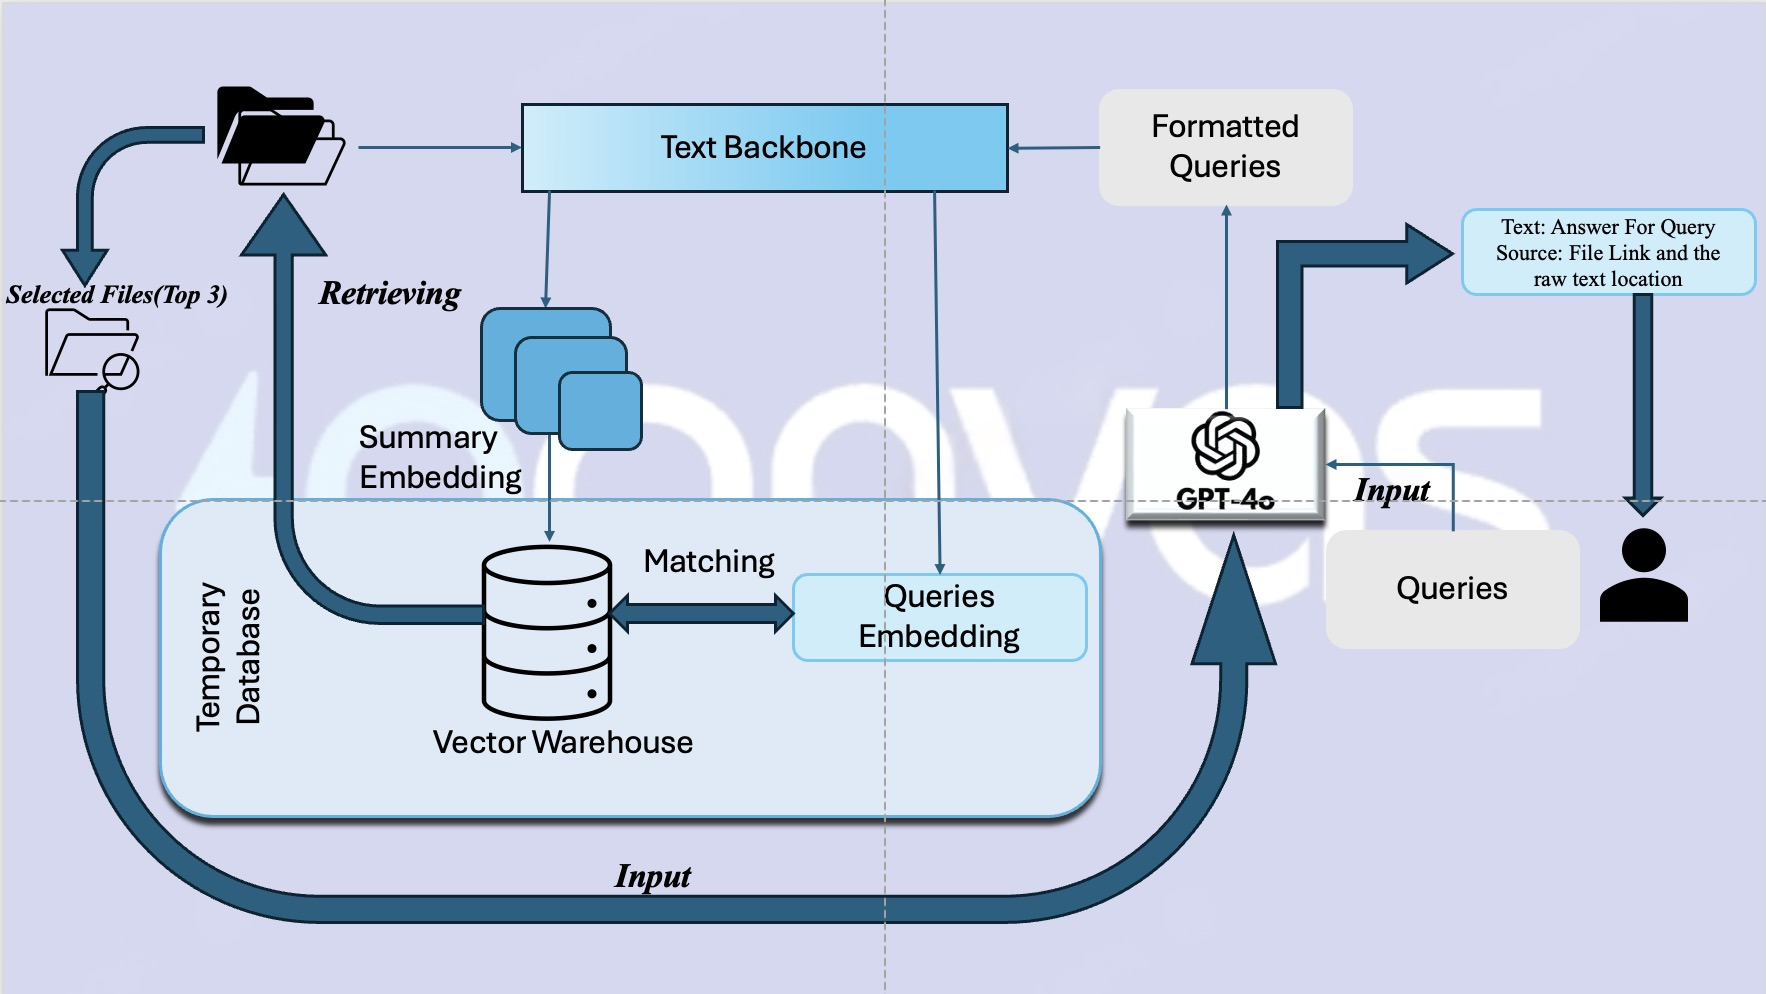 Text Backbone
Formatted
Queries
Text: Answer For Query
Source: File Link and the
raw text location
Selected Files(Top 3)
Retrieving
Summary
Embedding
GPT-4o
Input
Queries
Matching
Queries
Embedding
Temporary
Database
Vector Warehouse
Input